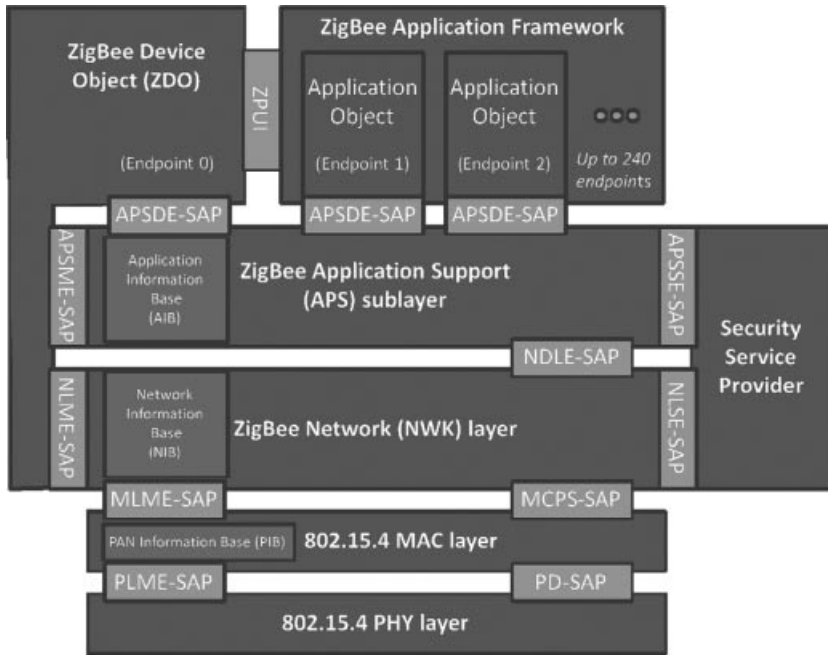 ZigBee Device
Object (ZDO)
(Endpoint 0)
ZPUI
ZigBee Application Framework
Application
Object
(Endpoint 1)
Application
Object
(Endpoint 2)
Up to 240
endpoints
APSDE-SAP
APSDE-SAP
APSDE-SAP
APSME-SAP
Application
Information
Base
(AIB)
ZigBee Application Support
(APS) sublayer
APSSE-SAP
Security
Service
Provider
NDLE-SAP
NLME-SAP
Network
Information
Base
(NIB)
ZigBee Network (NWK) layer
NLSE-SAP
MLME-SAP
MCPS-SAP
PAN Information Base (PIB)
802.15.4 MAC layer
PLME-SAP
PD-SAP
802.15.4 PHY layer